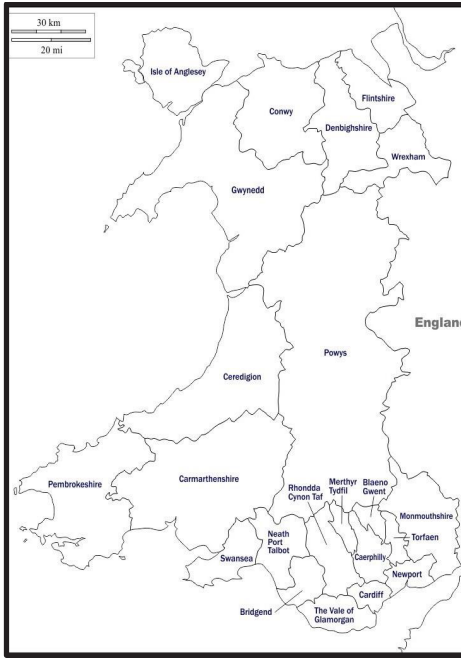 30 km
20 mi
Isle of Anglesey
Flintshire
Conwy
Denbighshire
Wrexham
Gwynedd
England
Powys
Ceredigion
Pembrokeshire
Carmarthenshire
Rhondda
Cynon Taf
Merthyr
Tydfil
Blaeno
Gwent
Monmouthshire
Neath
Port
Talbot
Torfaen
Swansea
Caerphilly
Newport
Cardiff
Bridgend
The Vale of
Glamorgan